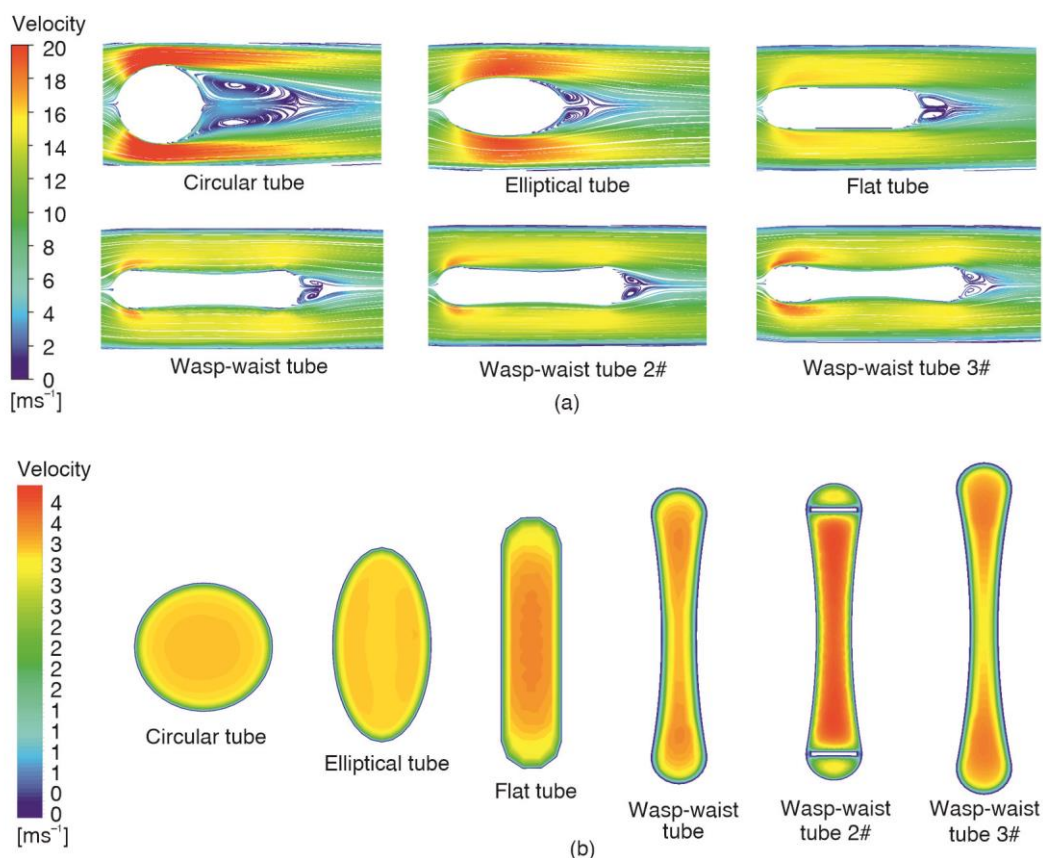 Velocity
20
18
16
14
12
10
8
6
4
2
0
[ms⁻¹]
Circular tube
Elliptical tube
Flat tube
Wasp-waist tube
Wasp-waist tube 2#
Wasp-waist tube 3#
(a)
Velocity
4
4
3
3
3
2
2
2
1
1
1
0
0
[ms⁻¹]
Circular tube
Elliptical tube
Flat tube
Wasp-waist
tube
Wasp-waist
tube 2#
Wasp-waist
tube 3#
(b)